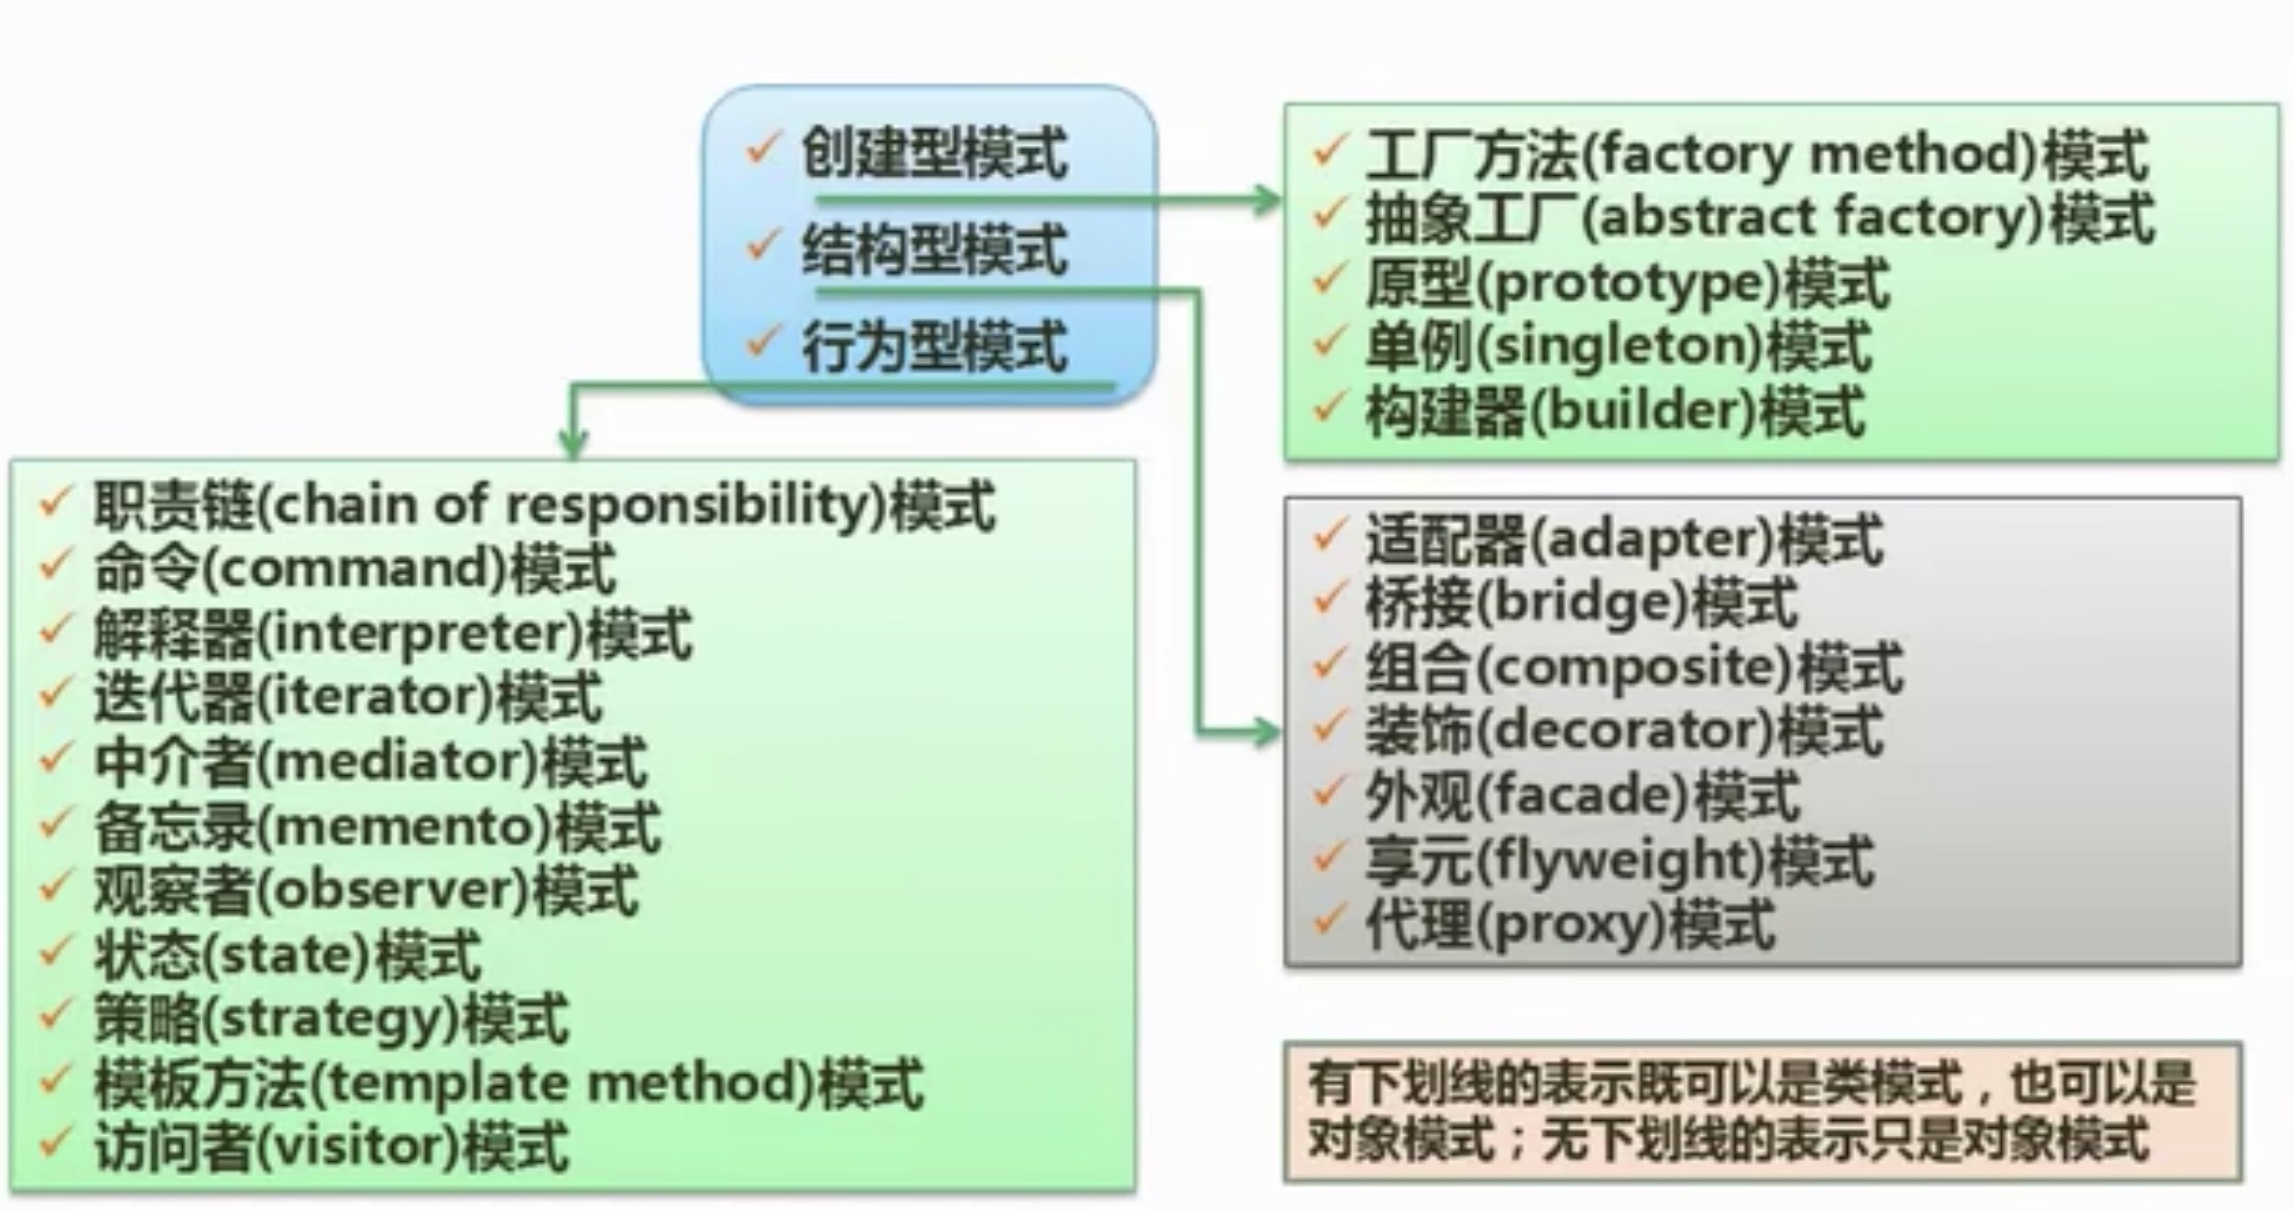 创建型模式
结构型模式
行为型模式
工厂方法(factory method)模式
抽象工厂(abstract factory)模式
原型(prototype)模式
单例(singleton)模式
构建器(builder)模式
职责链(chain of responsibility)模式
命令(command)模式
解释器(interpreter)模式
迭代器(iterator)模式
中介者(mediator)模式
备忘录(memento)模式
观察者(observer)模式
状态(state)模式
策略(strategy)模式
模板方法(template method)模式
访问者(visitor)模式
适配器(adapter)模式
桥接(bridge)模式
组合(composite)模式
装饰(decorator)模式
外观(facade)模式
享元(flyweight)模式
代理(proxy)模式
有下划线的表示既可以是类模式，也可以是
对象模式；无下划线的表示只是对象模式